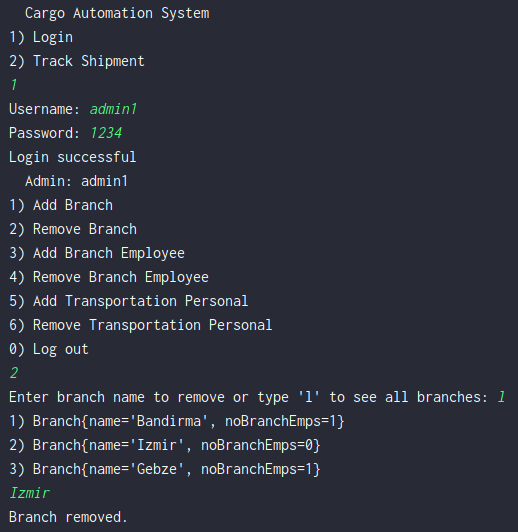 Cargo Automation System
1) Login
2) Track Shipment
1
Username: admin1
Password: 1234
Login successful
Admin: admin1
1) Add Branch
2) Remove Branch
3) Add Branch Employee
4) Remove Branch Employee
5) Add Transportation Personal
6) Remove Transportation Personal
0) Log out
2
Enter branch name to remove or type 'l' to see all branches: l
1) Branch{name='Bandirma', noBranchEmps=1}
2) Branch{name='Izmir', noBranchEmps=0}
3) Branch{name='Gebze', noBranchEmps=1}
Izmir
Branch removed.